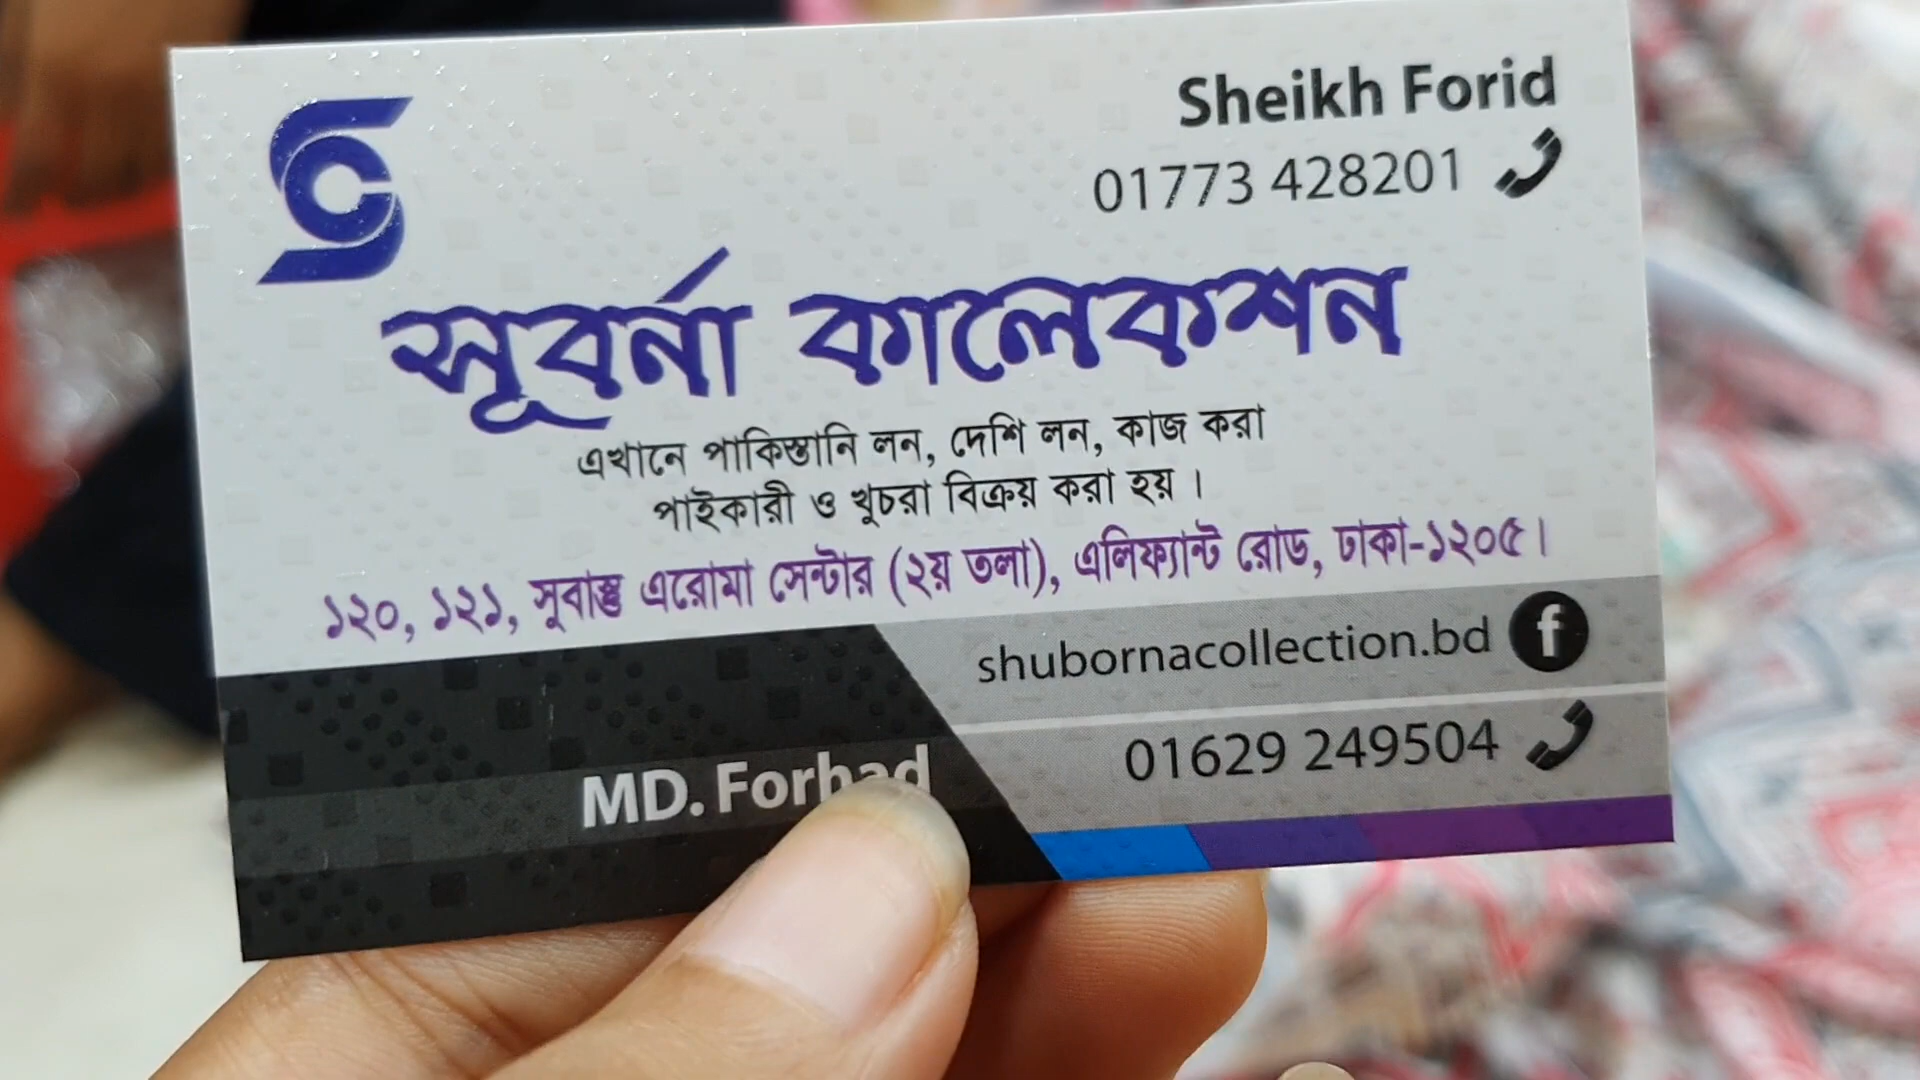 Sheikh Forid
01773 428201
সূবর্না কালেকশন
এখানে পাকিস্তানি লন, দেশি লন, কাজ করা
পাইকারী ও খুচরা বিক্রয় করা হয় ।
১২০, ১২১, সুবাস্তু এরোমা সেন্টার (২য় তলা), এলিফ্যান্ট রোড, ঢাকা-১২০৫ ।
shubornacollection.bd
MD. Forhad
01629 249504